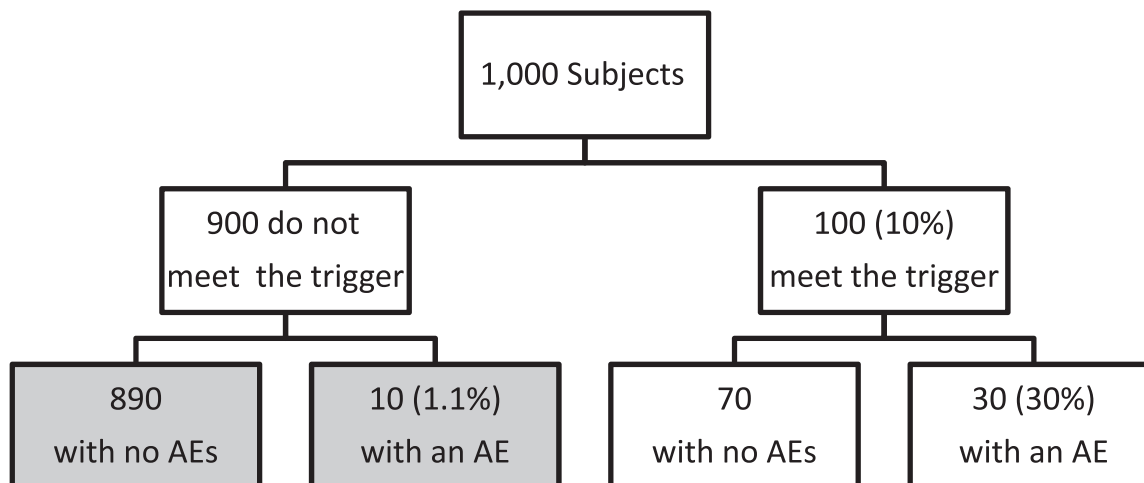 1,000 Subjects
900 do not
meet the trigger
100 (10%)
meet the trigger
890
with no AEs
10 (1.1%)
with an AE
70
with no AEs
30 (30%)
with an AE